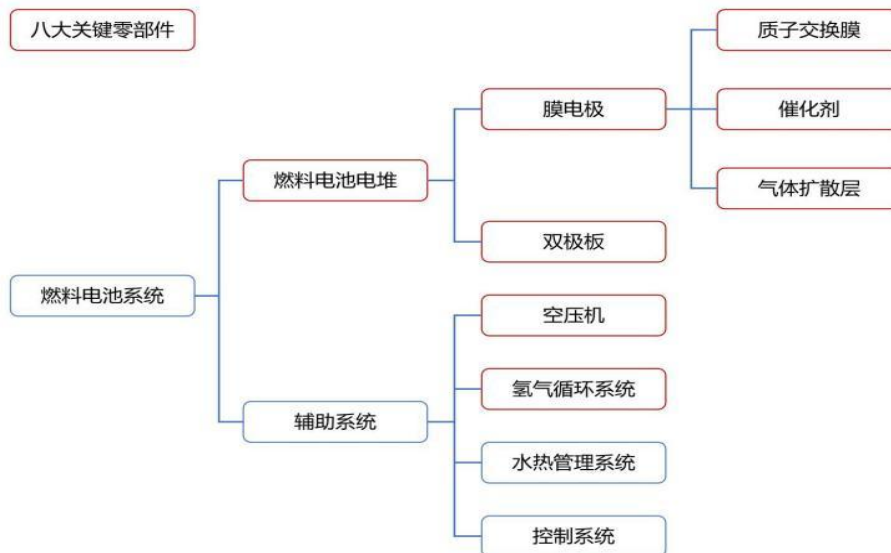 八大关键零部件
质子交换膜
膜电极
催化剂
燃料电池电堆
气体扩散层
双极板
燃料电池系统
空压机
氢气循环系统
辅助系统
水热管理系统
控制系统